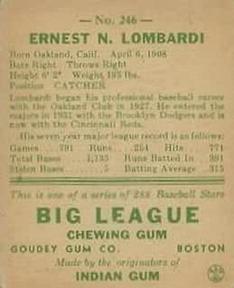 No. 246
ERNEST N. LOMBARDI
Born Oakland, Calif. April 6, 1908
Bats Right Throws Right
Height 6' 2" Weight 195 lbs.
Position CATCHER
Lombardi began his professional baseball career
with the Oakland Club in 1927. He entered the
majors in 1931 with the Brooklyn Dodgers and is
now with the Cincinnati Reds.
His seven year major league record is as follows:
Games 791 Runs 254 Hits 771
Total Bases 1,135 Runs Batted In 391
Stolen Bases 5 Batting Average 315
This is one of a series of 288 Baseball Stars
BIG LEAGUE
CHEWING GUM
GOUDEY GUM CO. BOSTON
Made by the originators of
INDIAN GUM